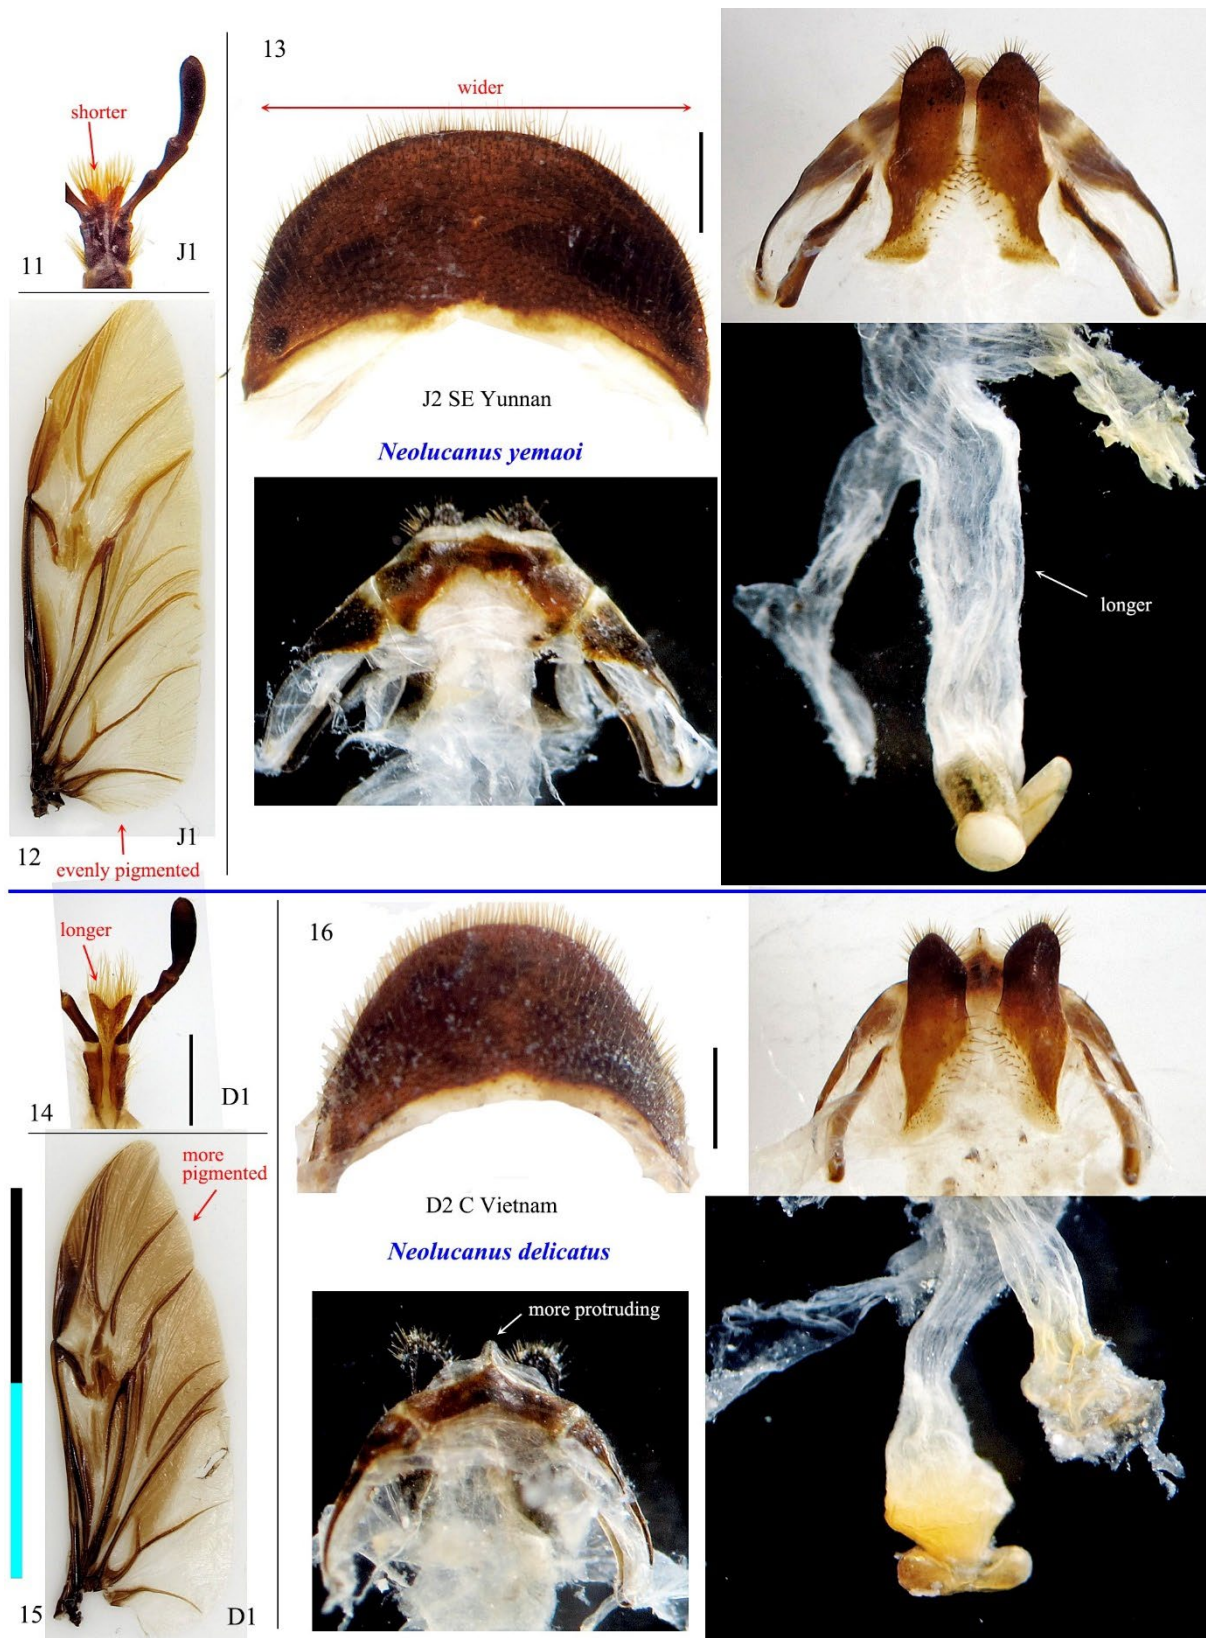 13
wider
shorter
11
J1
J2 SE Yunnan
Neolucanus yemaoi
longer
J1
12
evenly pigmented
longer
16
14
D1
more
pigmented
D2 C Vietnam
Neolucanus delicatus
more protruding
15
D1